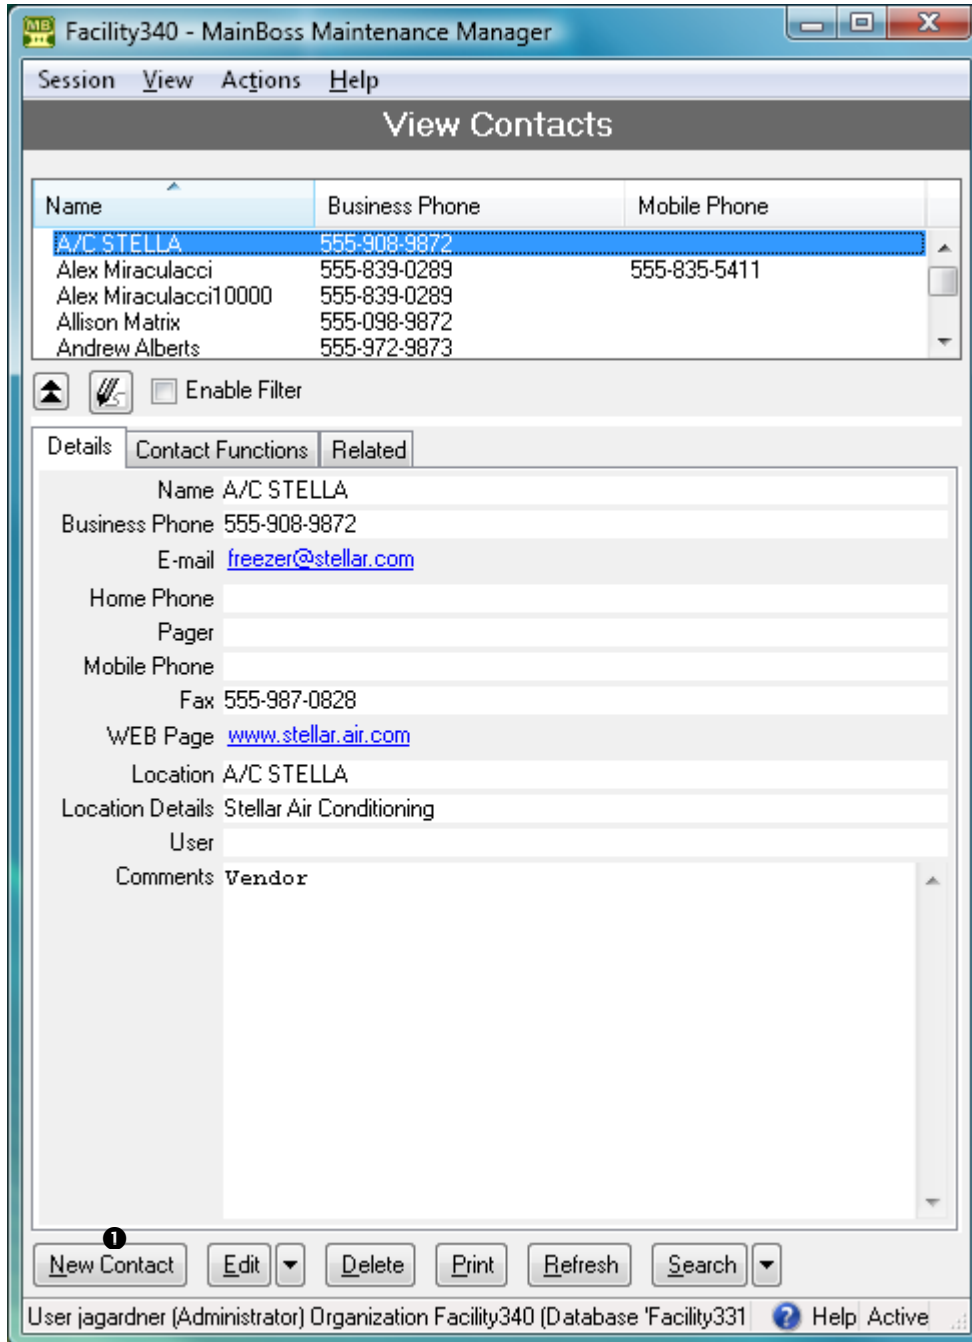 MB
Facility340 - MainBoss Maintenance Manager
Session View Actions Help
View Contacts
Name Business Phone Mobile Phone
A/C STELLA 555-908-9872
Alex Miraculacci 555-839-0289 555-835-5411
Alex Miraculacci10000 555-839-0289
Allison Matrix 555-098-9872
Andrew Alberts 555-972-9873
Enable Filter
Details Contact Functions Related
Name A/C STELLA
Business Phone 555-908-9872
E-mail freezer@stellar.com
Home Phone
Pager
Mobile Phone
Fax 555-987-0828
WEB Page www.stellar.air.com
Location A/C STELLA
Location Details Stellar Air Conditioning
User
Comments Vendor
❶
New Contact Edit Delete Print Refresh Search
User jagardner (Administrator) Organization Facility340 (Database 'Facility331 Help Active